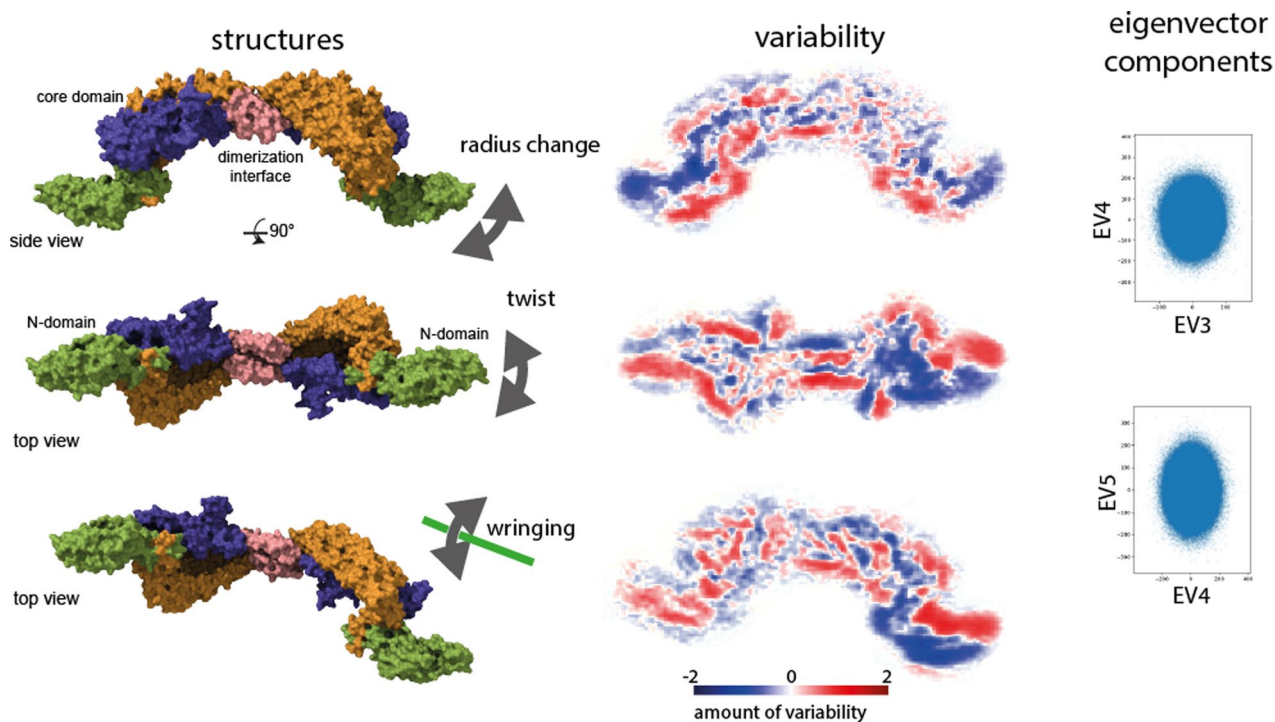 structures
variability
eigenvector
components
core domain
dimerization
interface
radius change
90°
side view
EV4
EV3
N-domain
twist
N-domain
top view
EV5
EV4
wringing
top view
-2 0 2
amount of variability